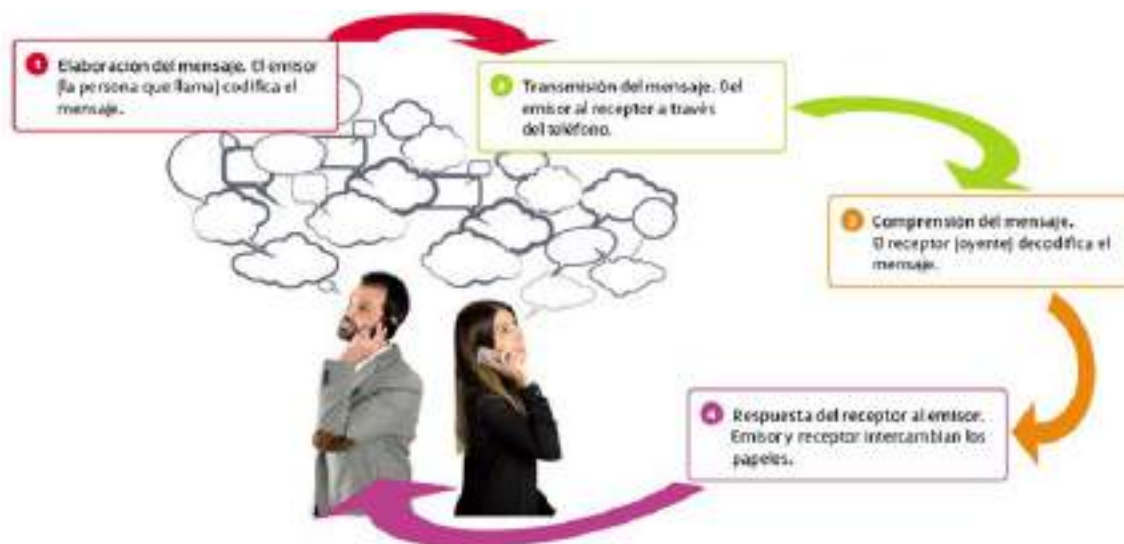 1 Elaboración del mensaje. El emisor
(la persona que llama) codifica el
mensaje.
2 Transmisión del mensaje. Del
emisor al receptor a través
del teléfono.
3 Comprensión del mensaje.
El receptor (oyente) decodifica el
mensaje.
4 Respuesta del receptor al emisor.
Emisor y receptor intercambian los
papeles.